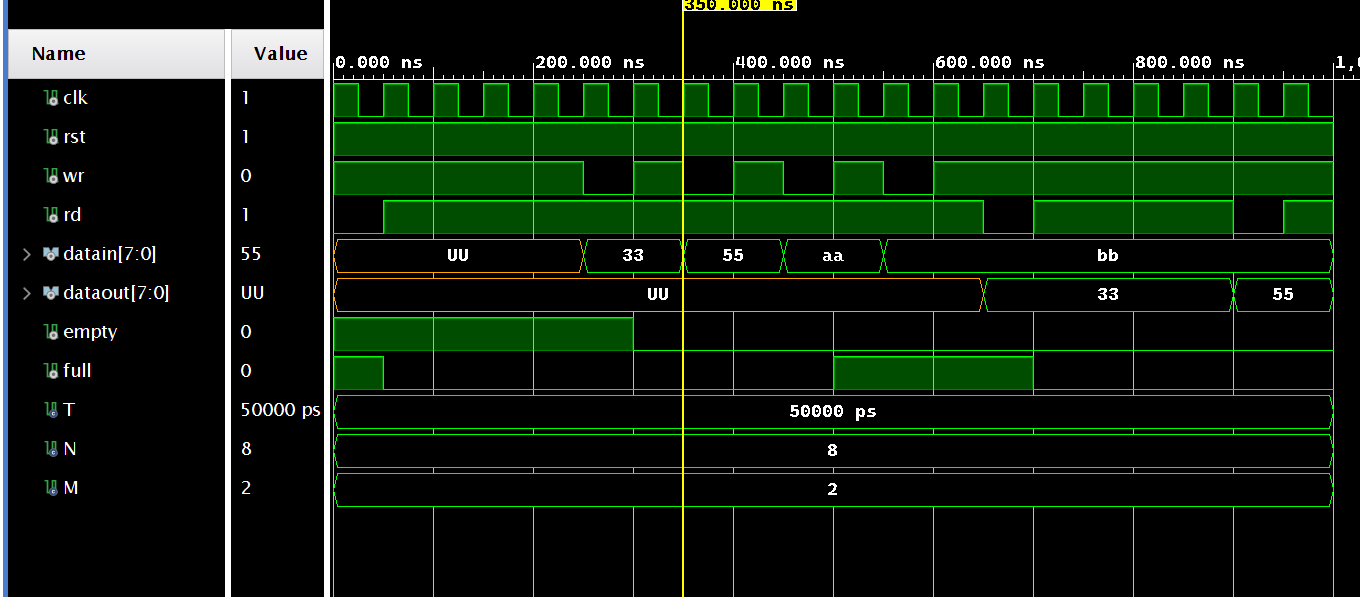 350.000 ns
Name Value
0.000 ns 200.000 ns 400.000 ns 600.000 ns 800.000 ns 1,0
clk 1
rst 1
wr 0
rd 1
datain[7:0] 55 UU 33 55 aa bb
dataout[7:0] UU UU 33 55
empty 0
full 0
T 50000 ps 50000 ps
N 8 8
M 2 2